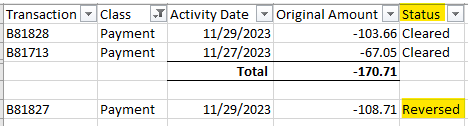 Transaction Class Activity Date Original Amount Status
B81828 Payment 11/29/2023 -103.66 Cleared
B81713 Payment 11/27/2023 -67.05 Cleared
Total -170.71
B81827 Payment 11/29/2023 -108.71 Reversed